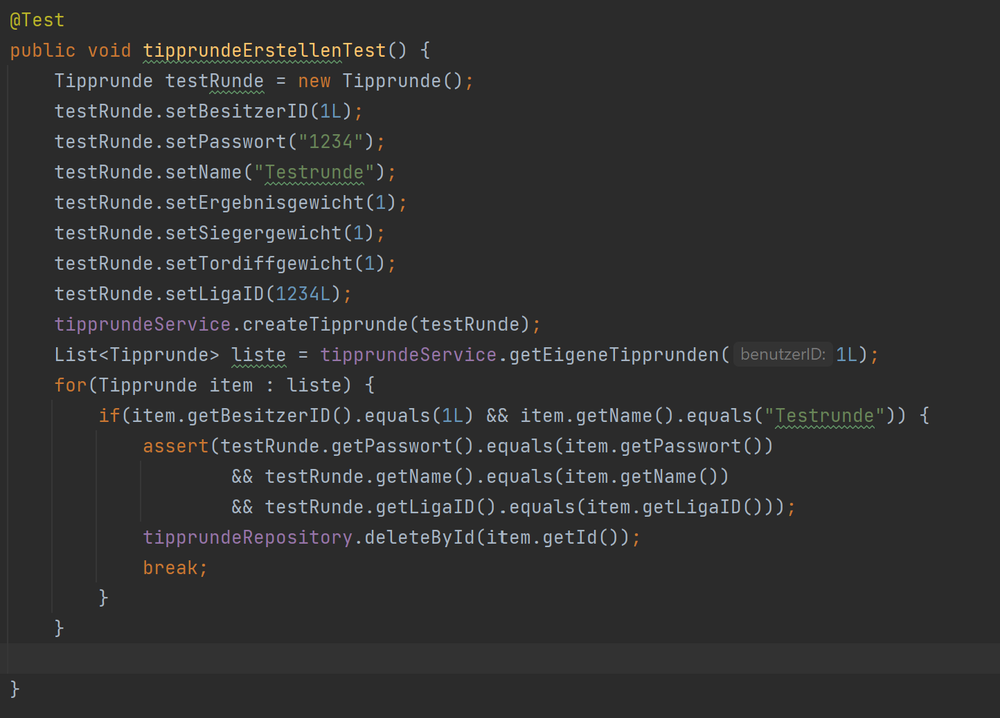 @Test
public void tipprundeErstellenTest() {
    Tipprunde testRunde = new Tipprunde();
    testRunde.setBesitzerID(1L);
    testRunde.setPasswort("1234");
    testRunde.setName("Testrunde");
    testRunde.setErgebnisgewicht(1);
    testRunde.setSiegergewicht(1);
    testRunde.setTordiffgewicht(1);
    testRunde.setLigaID(1234L);
    tipprundeService.createTipprunde(testRunde);
    List<Tipprunde> liste = tipprundeService.getEigeneTipprunden( benutzerID: 1L);
    for(Tipprunde item : liste) {
        if(item.getBesitzerID().equals(1L) && item.getName().equals("Testrunde")) {
            assert(testRunde.getPasswort().equals(item.getPasswort())
                    && testRunde.getName().equals(item.getName())
                    && testRunde.getLigaID().equals(item.getLigaID()));
            tipprundeRepository.deleteById(item.getId());
            break;
        }
    }
}